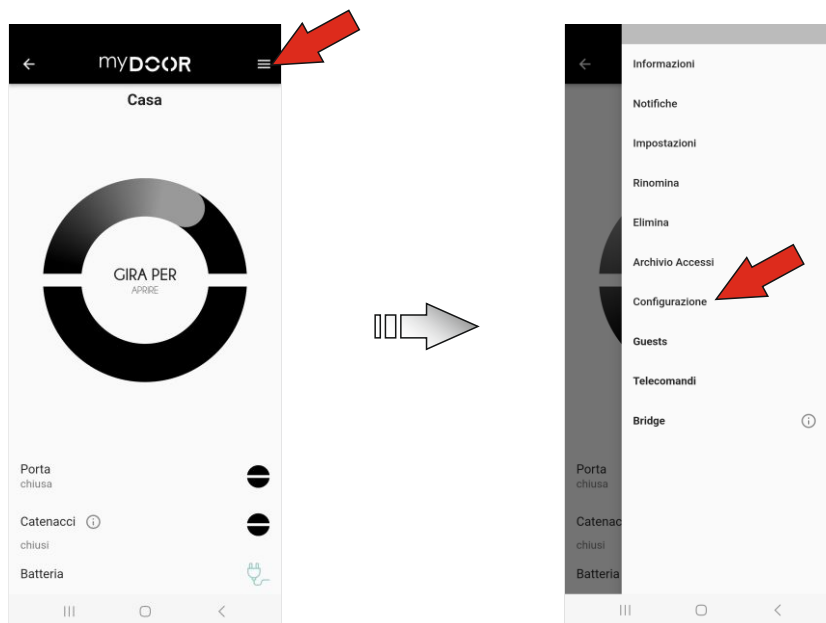 myDOOR
Casa
GIRA PER
APRIRE
Porta
chiusa
Catenacci
chiusi
Batteria
Informazioni
Notifiche
Impostazioni
Rinomina
Elimina
Archivio Accessi
Configurazione
Guests
Telecomandi
Bridge
Porta
chiusa
Catenac
chiusi
Batteria